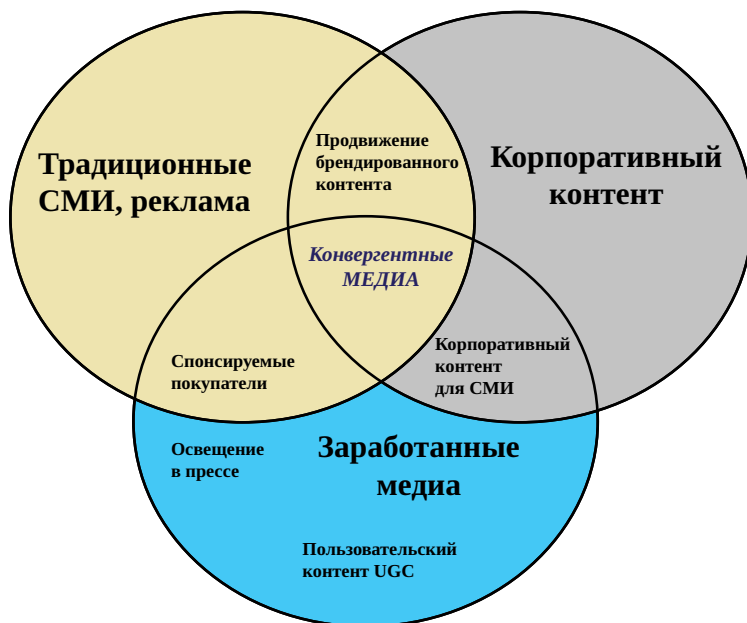 Традиционные
СМИ, реклама
Продвижение
брендированного
контента
Корпоративный
контент
Конвергентные
МЕДИА
Спонсируемые
покупатели
Корпоративный
контент
для СМИ
Освещение
в прессе
Заработанные
медиа
Пользовательский
контент UGC